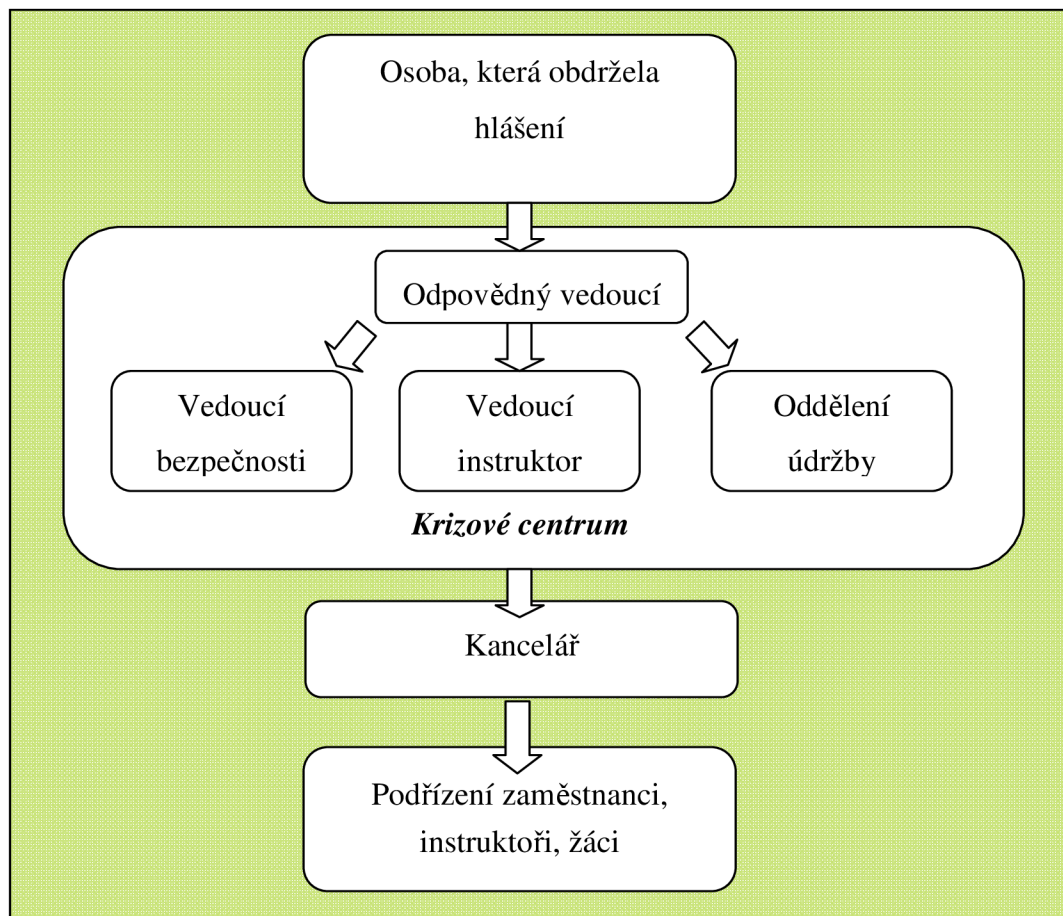 Osoba, která obdržela
hlášení
Odpovědný vedoucí
Vedoucí
bezpečnosti
Vedoucí
instruktor
Oddělení
údržby
Krizové centrum
Kancelář
Podřízení zaměstnanci,
instruktoři, žáci